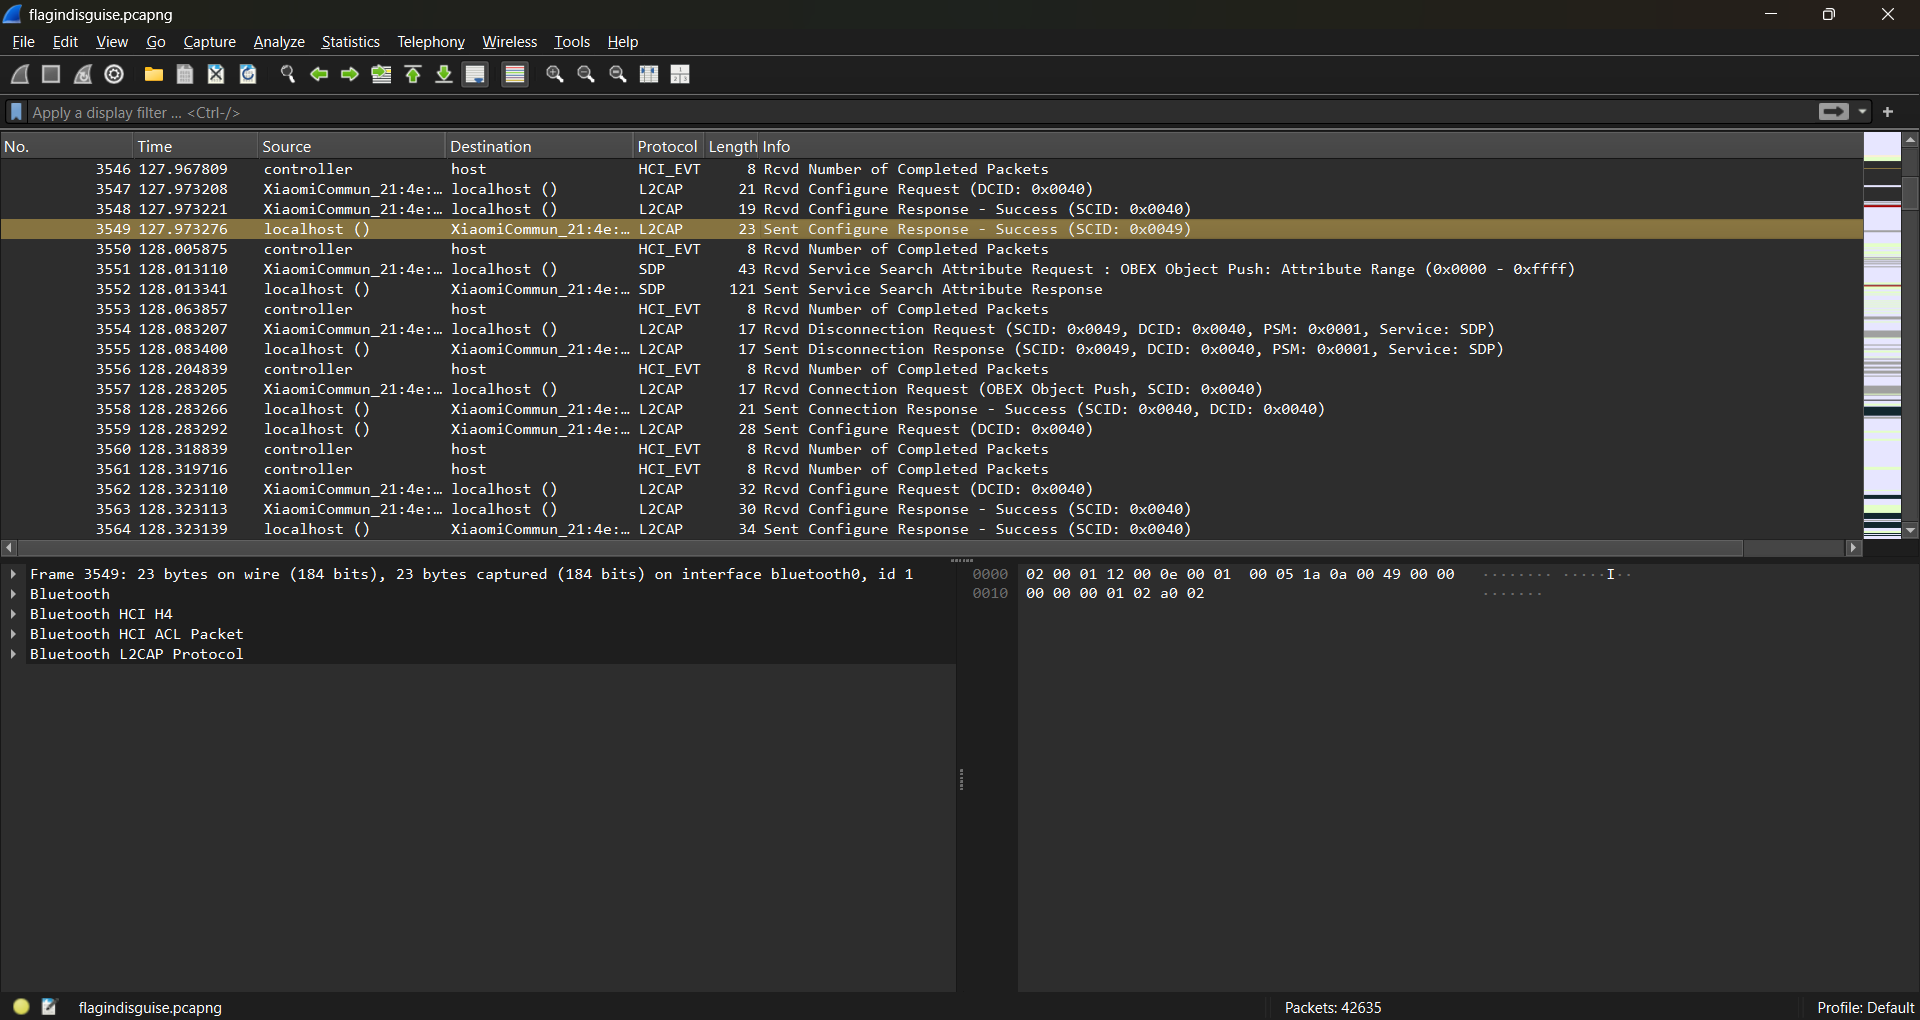 flagindisguise.pcapng
File Edit View Go Capture Analyze Statistics Telephony Wireless Tools Help
Apply a display filter ... <Ctrl-/>
No. Time Source Destination Protocol Length Info
3546 127.967809 controller host HCI_EVT 8 Rcvd Number of Completed Packets
3547 127.973208 XiaomiCommun_21:4e:… localhost () L2CAP 21 Rcvd Configure Request (DCID: 0x0040)
3548 127.973221 XiaomiCommun_21:4e:… localhost () L2CAP 19 Rcvd Configure Response - Success (SCID: 0x0040)
3549 127.973276 localhost () XiaomiCommun_21:4e:… L2CAP 23 Sent Configure Response - Success (SCID: 0x0049)
3550 128.005875 controller host HCI_EVT 8 Rcvd Number of Completed Packets
3551 128.013110 XiaomiCommun_21:4e:… localhost () SDP 43 Rcvd Service Search Attribute Request : OBEX Object Push: Attribute Range (0x0000 - 0xffff)
3552 128.013341 localhost () XiaomiCommun_21:4e:… SDP 121 Sent Service Search Attribute Response
3553 128.063857 controller host HCI_EVT 8 Rcvd Number of Completed Packets
3554 128.083207 XiaomiCommun_21:4e:… localhost () L2CAP 17 Rcvd Disconnection Request (SCID: 0x0049, DCID: 0x0040, PSM: 0x0001, Service: SDP)
3555 128.083400 localhost () XiaomiCommun_21:4e:… L2CAP 17 Sent Disconnection Response (SCID: 0x0049, DCID: 0x0040, PSM: 0x0001, Service: SDP)
3556 128.204839 controller host HCI_EVT 8 Rcvd Number of Completed Packets
3557 128.283205 XiaomiCommun_21:4e:… localhost () L2CAP 17 Rcvd Connection Request (OBEX Object Push, SCID: 0x0040)
3558 128.283266 localhost () XiaomiCommun_21:4e:… L2CAP 21 Sent Connection Response - Success (SCID: 0x0040, DCID: 0x0040)
3559 128.283292 localhost () XiaomiCommun_21:4e:… L2CAP 28 Sent Configure Request (DCID: 0x0040)
3560 128.318839 controller host HCI_EVT 8 Rcvd Number of Completed Packets
3561 128.319716 controller host HCI_EVT 8 Rcvd Number of Completed Packets
3562 128.323110 XiaomiCommun_21:4e:… localhost () L2CAP 32 Rcvd Configure Request (DCID: 0x0040)
3563 128.323113 XiaomiCommun_21:4e:… localhost () L2CAP 30 Rcvd Configure Response - Success (SCID: 0x0040)
3564 128.323139 localhost () XiaomiCommun_21:4e:… L2CAP 34 Sent Configure Response - Success (SCID: 0x0040)
Frame 3549: 23 bytes on wire (184 bits), 23 bytes captured (184 bits) on interface bluetooth0, id 1
Bluetooth
Bluetooth HCI H4
Bluetooth HCI ACL Packet
Bluetooth L2CAP Protocol
0000 02 00 01 12 00 0e 00 01 00 05 1a 0a 00 49 00 00 ········ ·····I··
0010 00 00 00 01 02 a0 02 ·······
flagindisguise.pcapng
Packets: 42635
Profile: Default